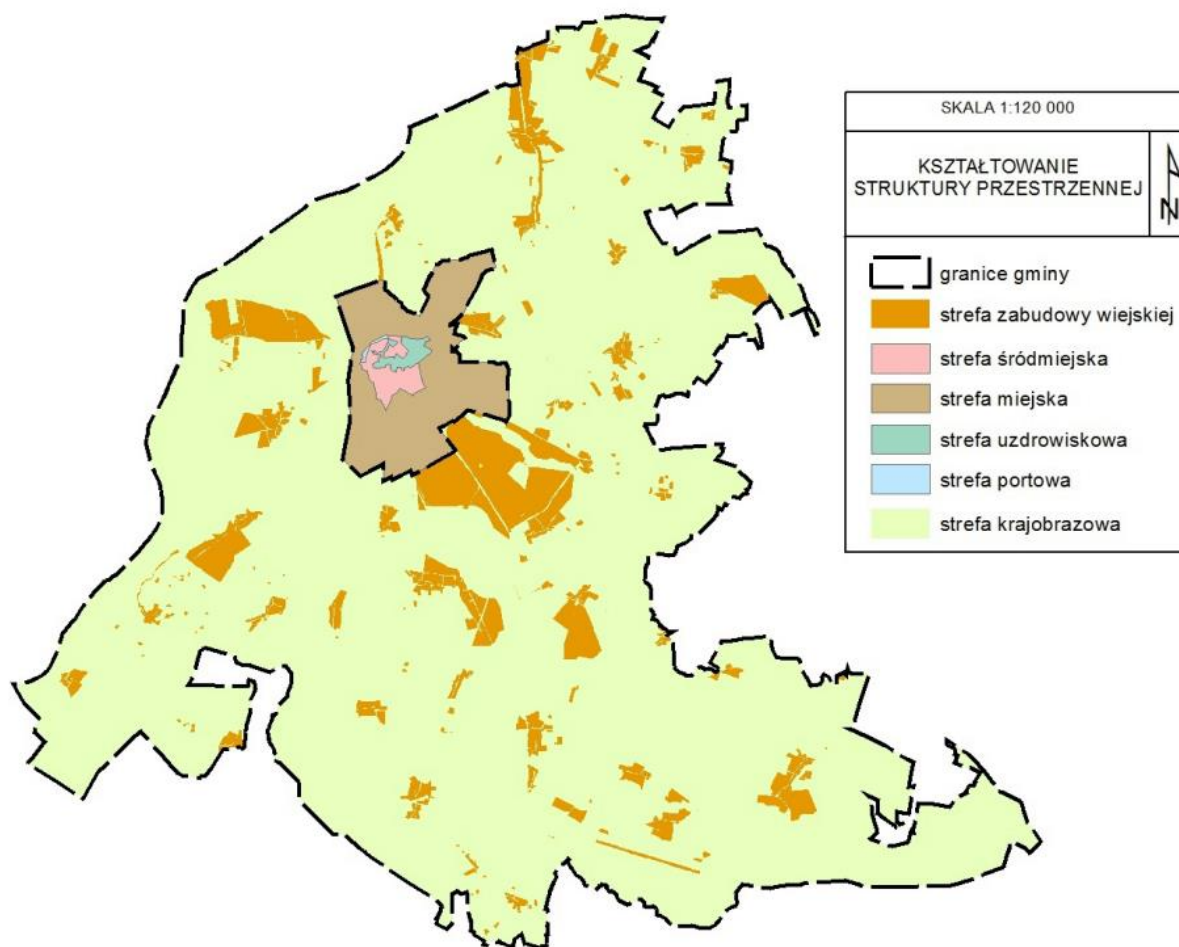 SKALA 1:120 000
KSZTAŁTOWANIE
STRUKTURY PRZESTRZENNEJ
N
granice gminy
strefa zabudowy wiejskiej
strefa śródmiejska
strefa miejska
strefa uzdrowiskowa
strefa portowa
strefa krajobrazowa